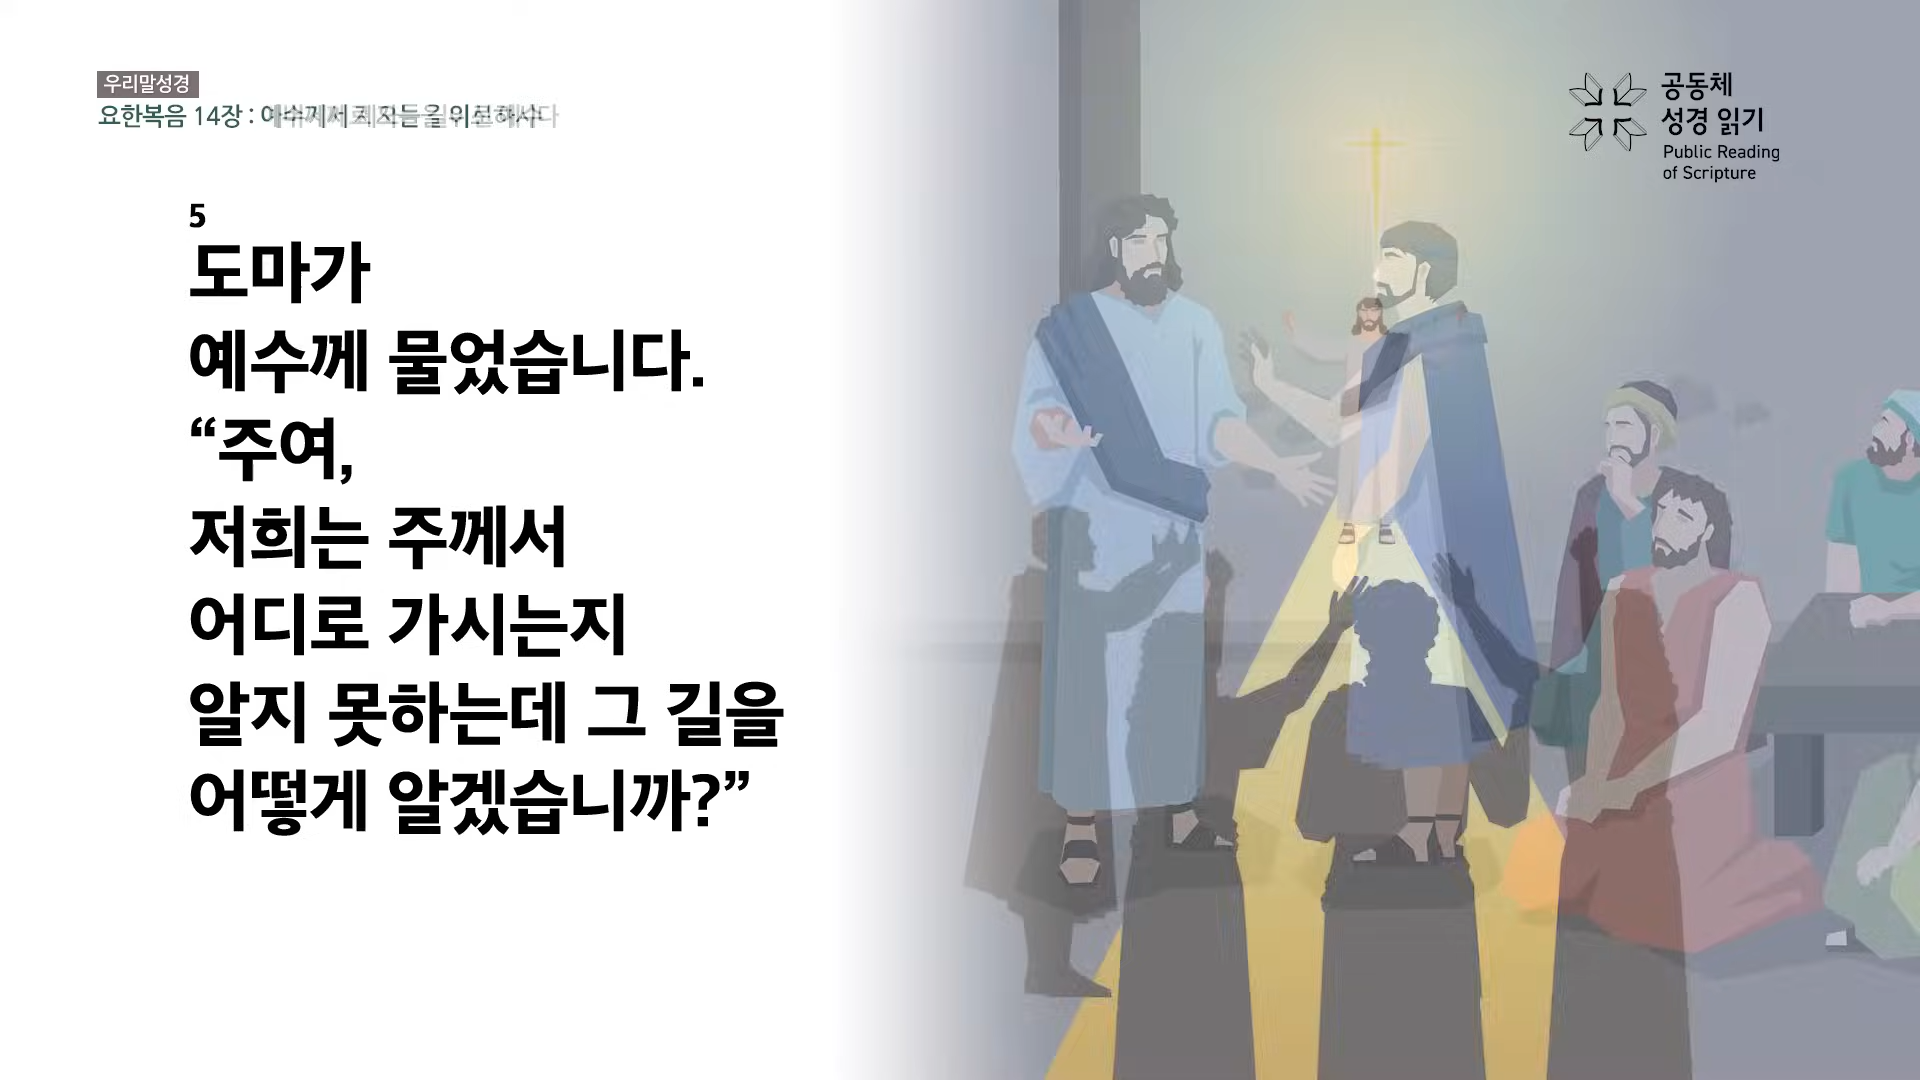 우리말성경
요한복음 14장 :
5
도마가
예수께 물었습니다.
“주여,
저희는 주께서
어디로 가시는지
알지 못하는데 그 길을
어떻게 알겠습니까?”
공동체
성경 읽기
Public Reading
of Scripture